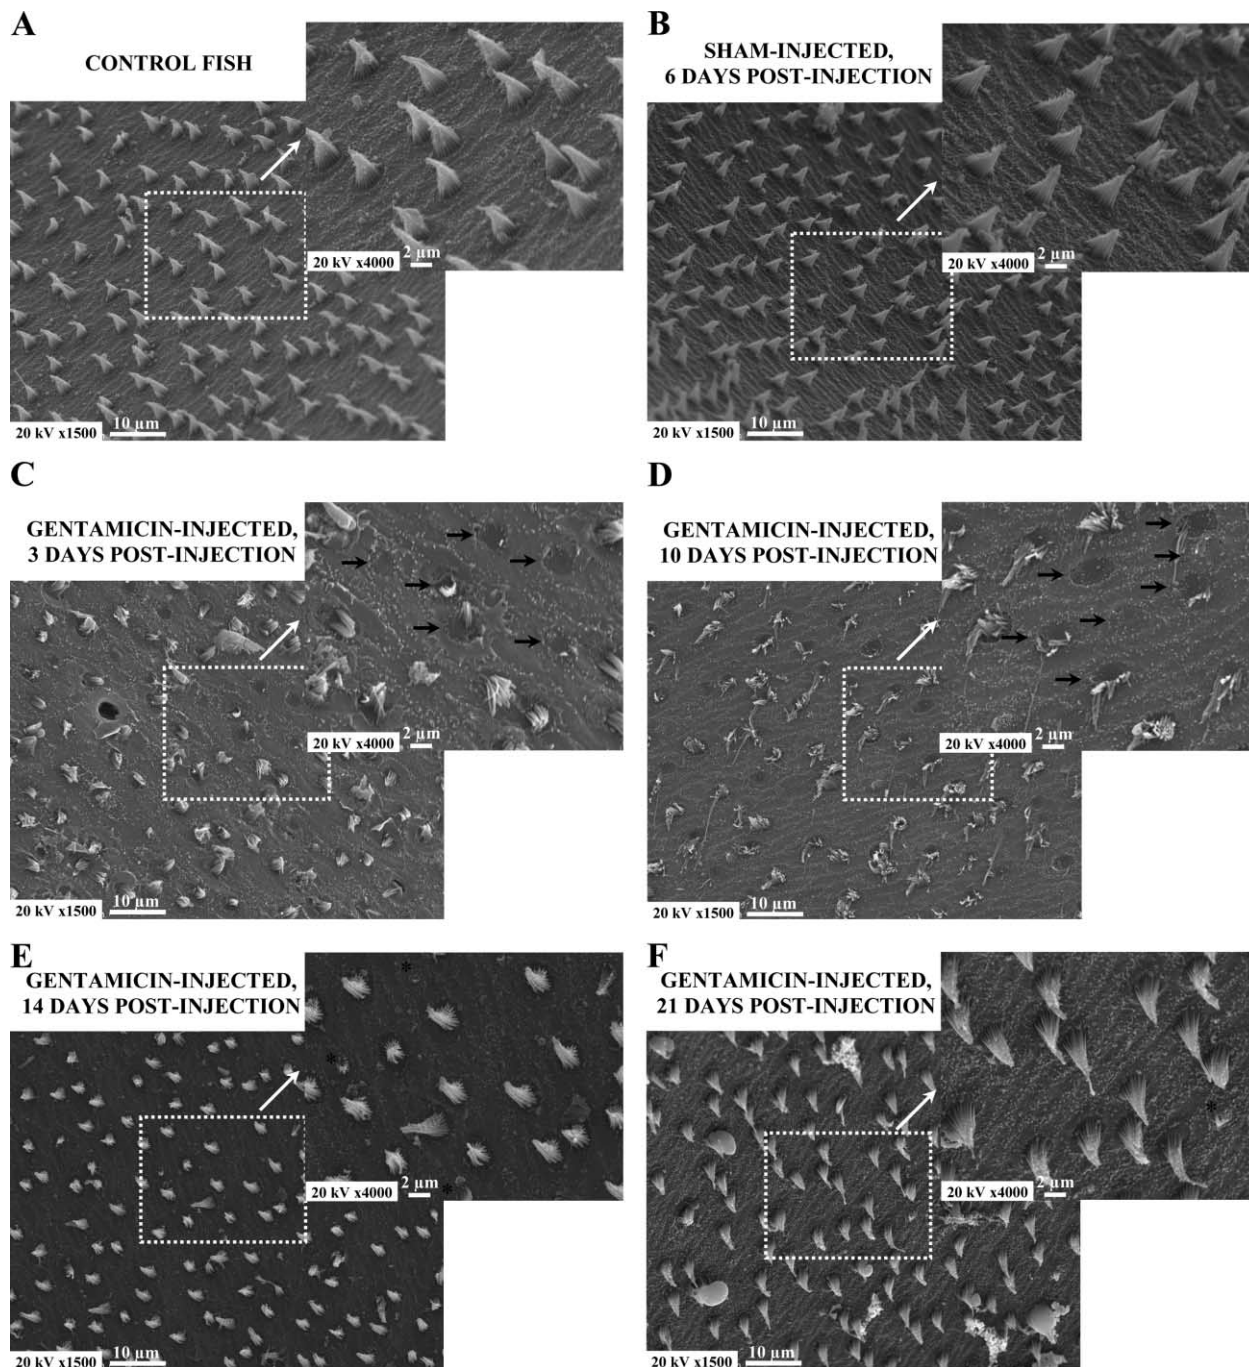 A
CONTROL FISH
20 kV x4000 2 µm
20 kV x1500 10 µm
B
SHAM-INJECTED,
6 DAYS POST-INJECTION
20 kV x4000 2 µm
20 kV x1500 10 µm
C
GENTAMICIN-INJECTED,
3 DAYS POST-INJECTION
20 kV x4000 2 µm
20 kV x1500 10 µm
D
GENTAMICIN-INJECTED,
10 DAYS POST-INJECTION
20 kV x4000 2 µm
20 kV x1500 10 µm
E
GENTAMICIN-INJECTED,
14 DAYS POST-INJECTION
*
*
*
20 kV x4000 2 µm
20 kV x1500 10 µm
F
GENTAMICIN-INJECTED,
21 DAYS POST-INJECTION
*
20 kV x4000 2 µm
20 kV x1500 10 µm